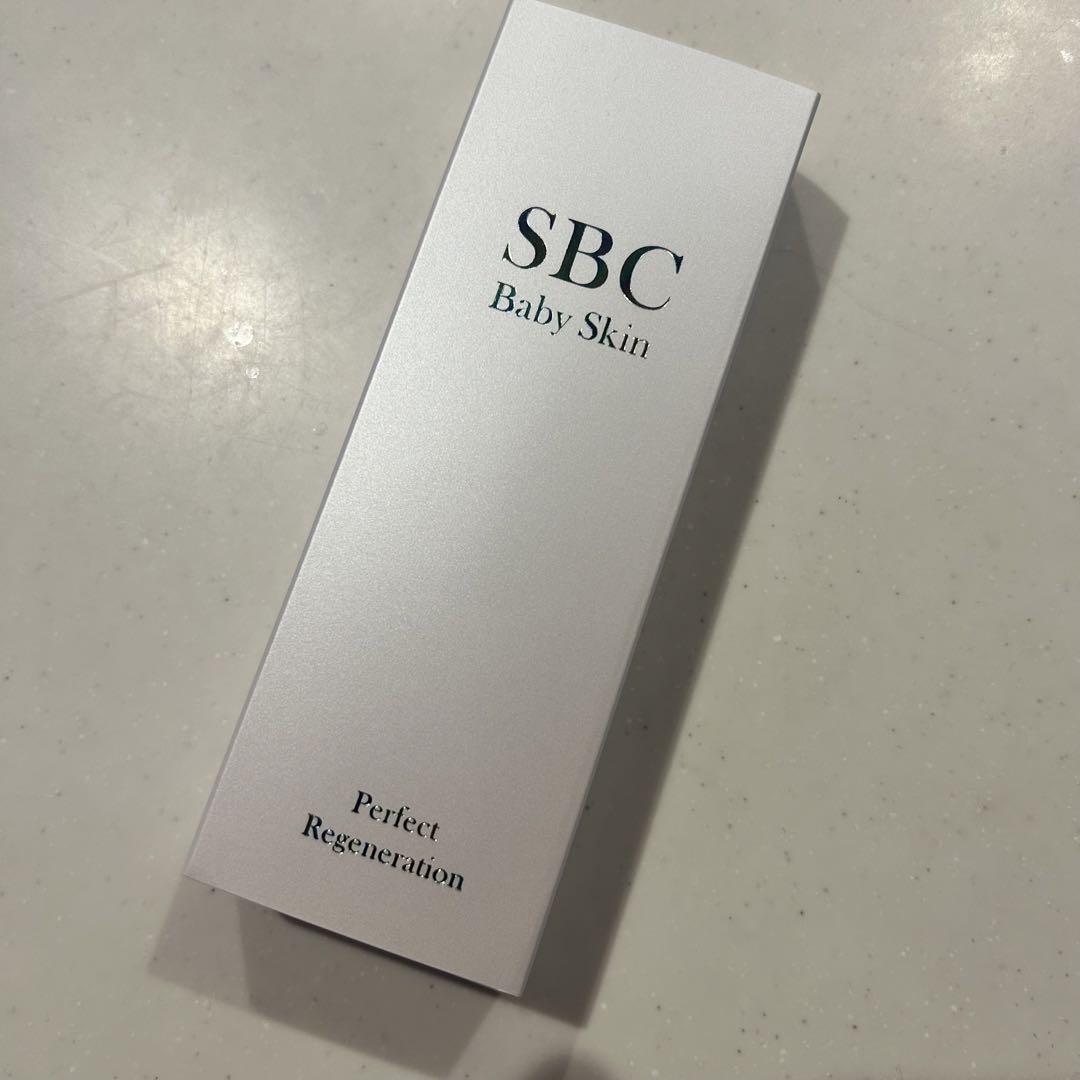 SBC
Baby Skin
Perfect
Regeneration